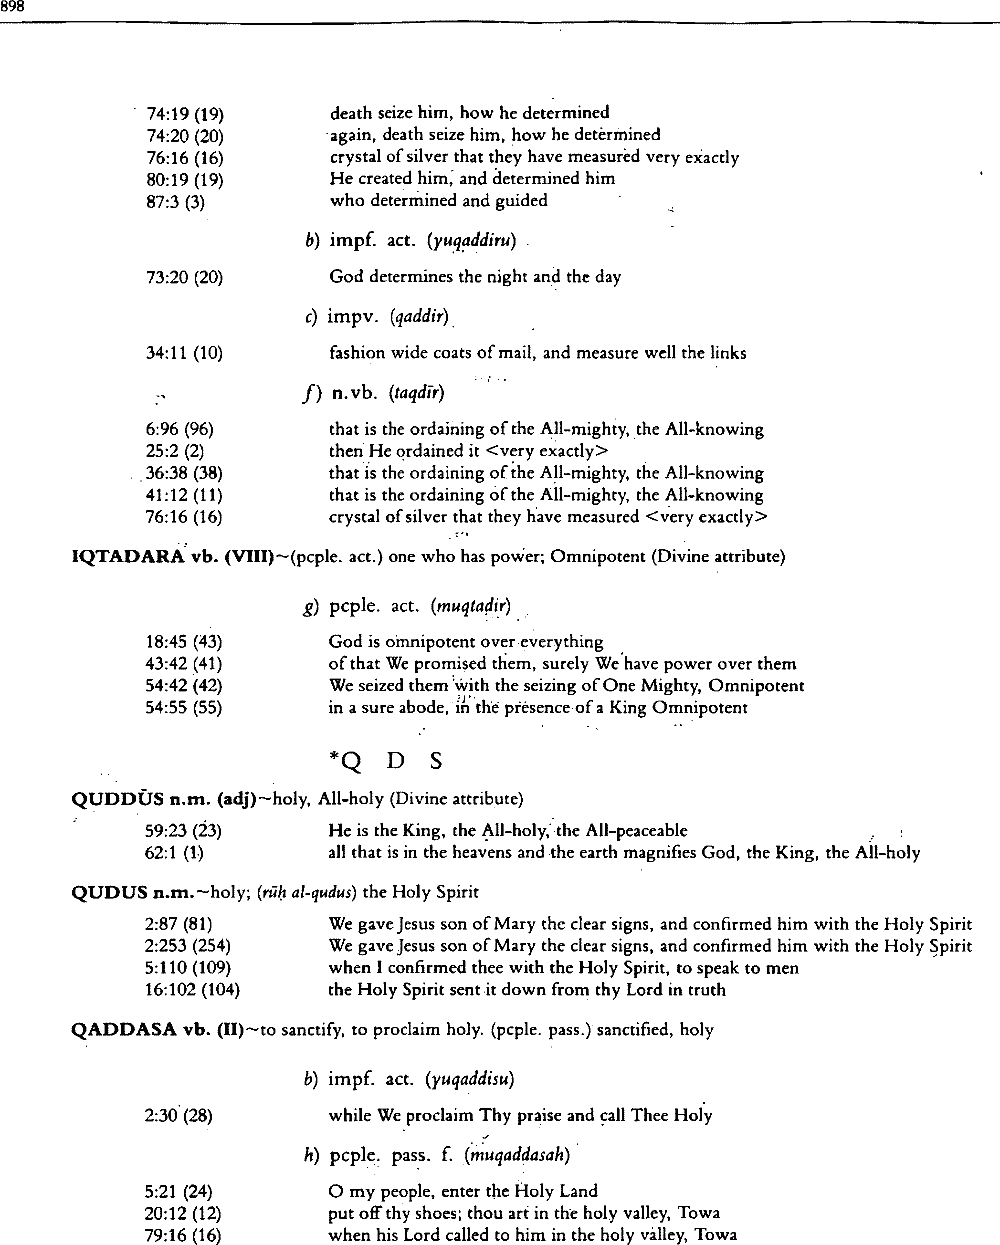 898
74:19 (19) death seize him, how he determined
74:20 (20) again, death seize him, how he determined
76:16 (16) crystal of silver that they have measured very exactly
80:19 (19) He created him, and determined him
87:3 (3) who determined and guided
b) impf. act. (yuqaddiru)
73:20 (20) God determines the night and the day
c) impv. (qaddir)
34:11 (10) fashion wide coats of mail, and measure well the links
f) n.vb. (taqdīr)
6:96 (96) that is the ordaining of the All-mighty, the All-knowing
25:2 (2) then He ordained it <very exactly>
36:38 (38) that is the ordaining of the All-mighty, the All-knowing
41:12 (11) that is the ordaining of the All-mighty, the All-knowing
76:16 (16) crystal of silver that they have measured <very exactly>
IQTADARA vb. (VIII)~(pcple. act.) one who has power; Omnipotent (Divine attribute)
g) pcple. act. (muqtadir)
18:45 (43) God is omnipotent over everything
43:42 (41) of that We promised them, surely We have power over them
54:42 (42) We seized them with the seizing of One Mighty, Omnipotent
54:55 (55) in a sure abode, in the presence of a King Omnipotent
*Q D S
QUDDŪS n.m. (adj)~holy, All-holy (Divine attribute)
59:23 (23) He is the King, the All-holy, the All-peaceable
62:1 (1) all that is in the heavens and the earth magnifies God, the King, the All-holy
QUDUS n.m.~holy; (rūḥ al-qudus) the Holy Spirit
2:87 (81) We gave Jesus son of Mary the clear signs, and confirmed him with the Holy Spirit
2:253 (254) We gave Jesus son of Mary the clear signs, and confirmed him with the Holy Spirit
5:110 (109) when I confirmed thee with the Holy Spirit, to speak to men
16:102 (104) the Holy Spirit sent it down from thy Lord in truth
QADDASA vb. (II)~to sanctify, to proclaim holy. (pcple. pass.) sanctified, holy
b) impf. act. (yuqaddisu)
2:30 (28) while We proclaim Thy praise and call Thee Holy
h) pcple. pass. f. (muqaddasah)
5:21 (24) O my people, enter the Holy Land
20:12 (12) put off thy shoes; thou art in the holy valley, Towa
79:16 (16) when his Lord called to him in the holy valley, Towa